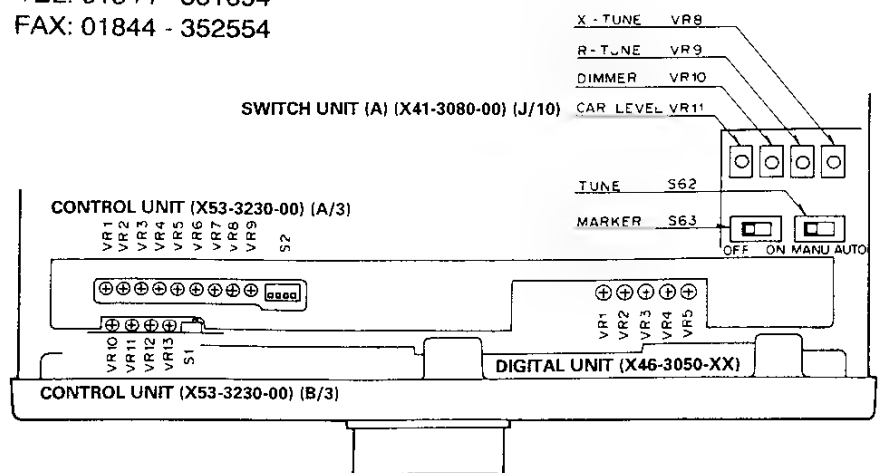 FAX: 01844 - 352554
X - TUNE VR8
R - TUNE VR9
DIMMER VR10
SWITCH UNIT (A) (X41-3080-00) (J/10) CAR LEVEL VR11
TUNE S62
MARKER S63
OFF ON MANU AUTO
CONTROL UNIT (X53-3230-00) (A/3)
VR1
VR2
VR3
VR4
VR5
VR6
VR7
VR8
VR9
S2
VR10
VR11
VR12
VR13
S1
VR1
VR2
VR3
VR4
VR5
DIGITAL UNIT (X46-3050-XX)
CONTROL UNIT (X53-3230-00) (B/3)